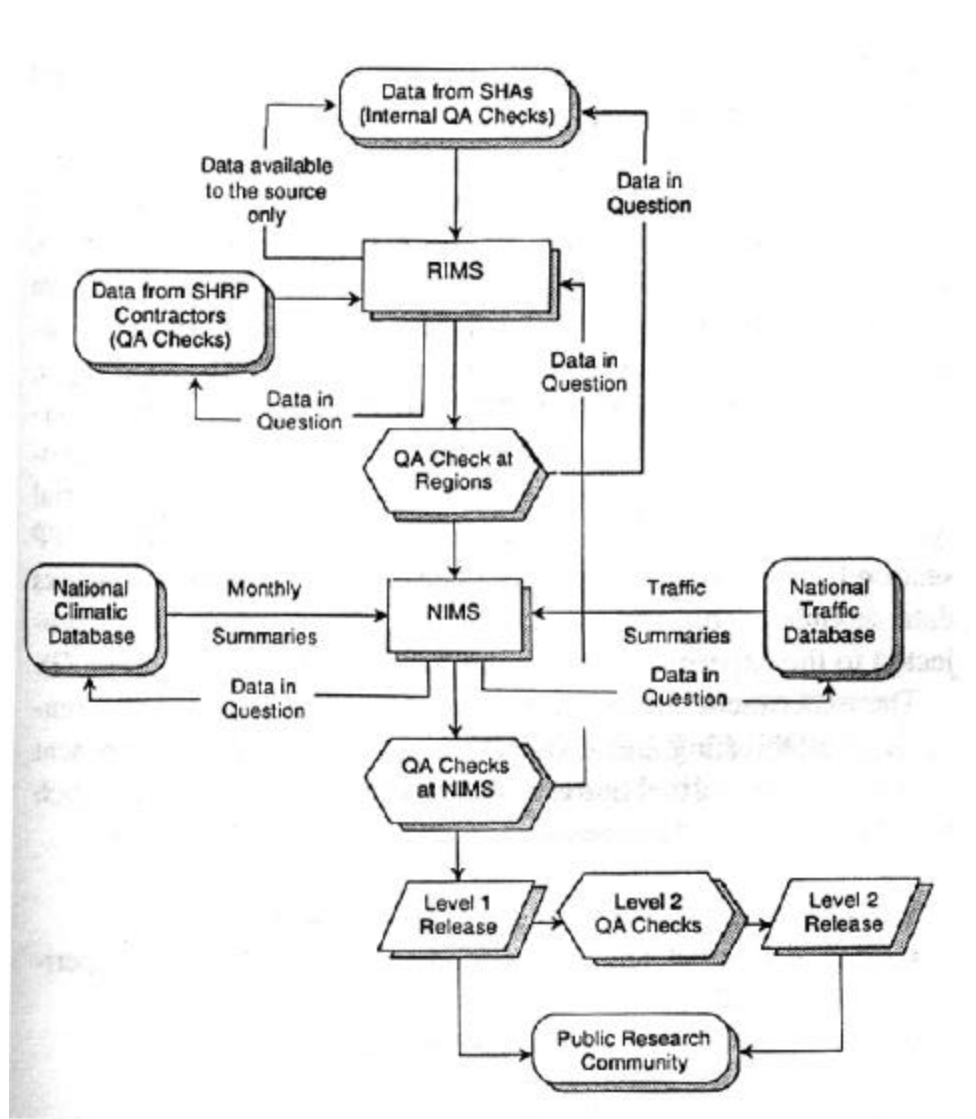 Data from SHAs
(Internal QA Checks)
Data available
to the source
only
Data in
Question
RIMS
Data from SHRP
Contractors
(QA Checks)
Data in
Question
Data in
Question
QA Check at
Regions
National
Climatic
Database
Monthly
Summaries
NIMS
Traffic
Summaries
National
Traffic
Database
Data in
Question
Data in
Question
QA Checks
at NIMS
Level 1
Release
Level 2
QA Checks
Level 2
Release
Public Research
Community